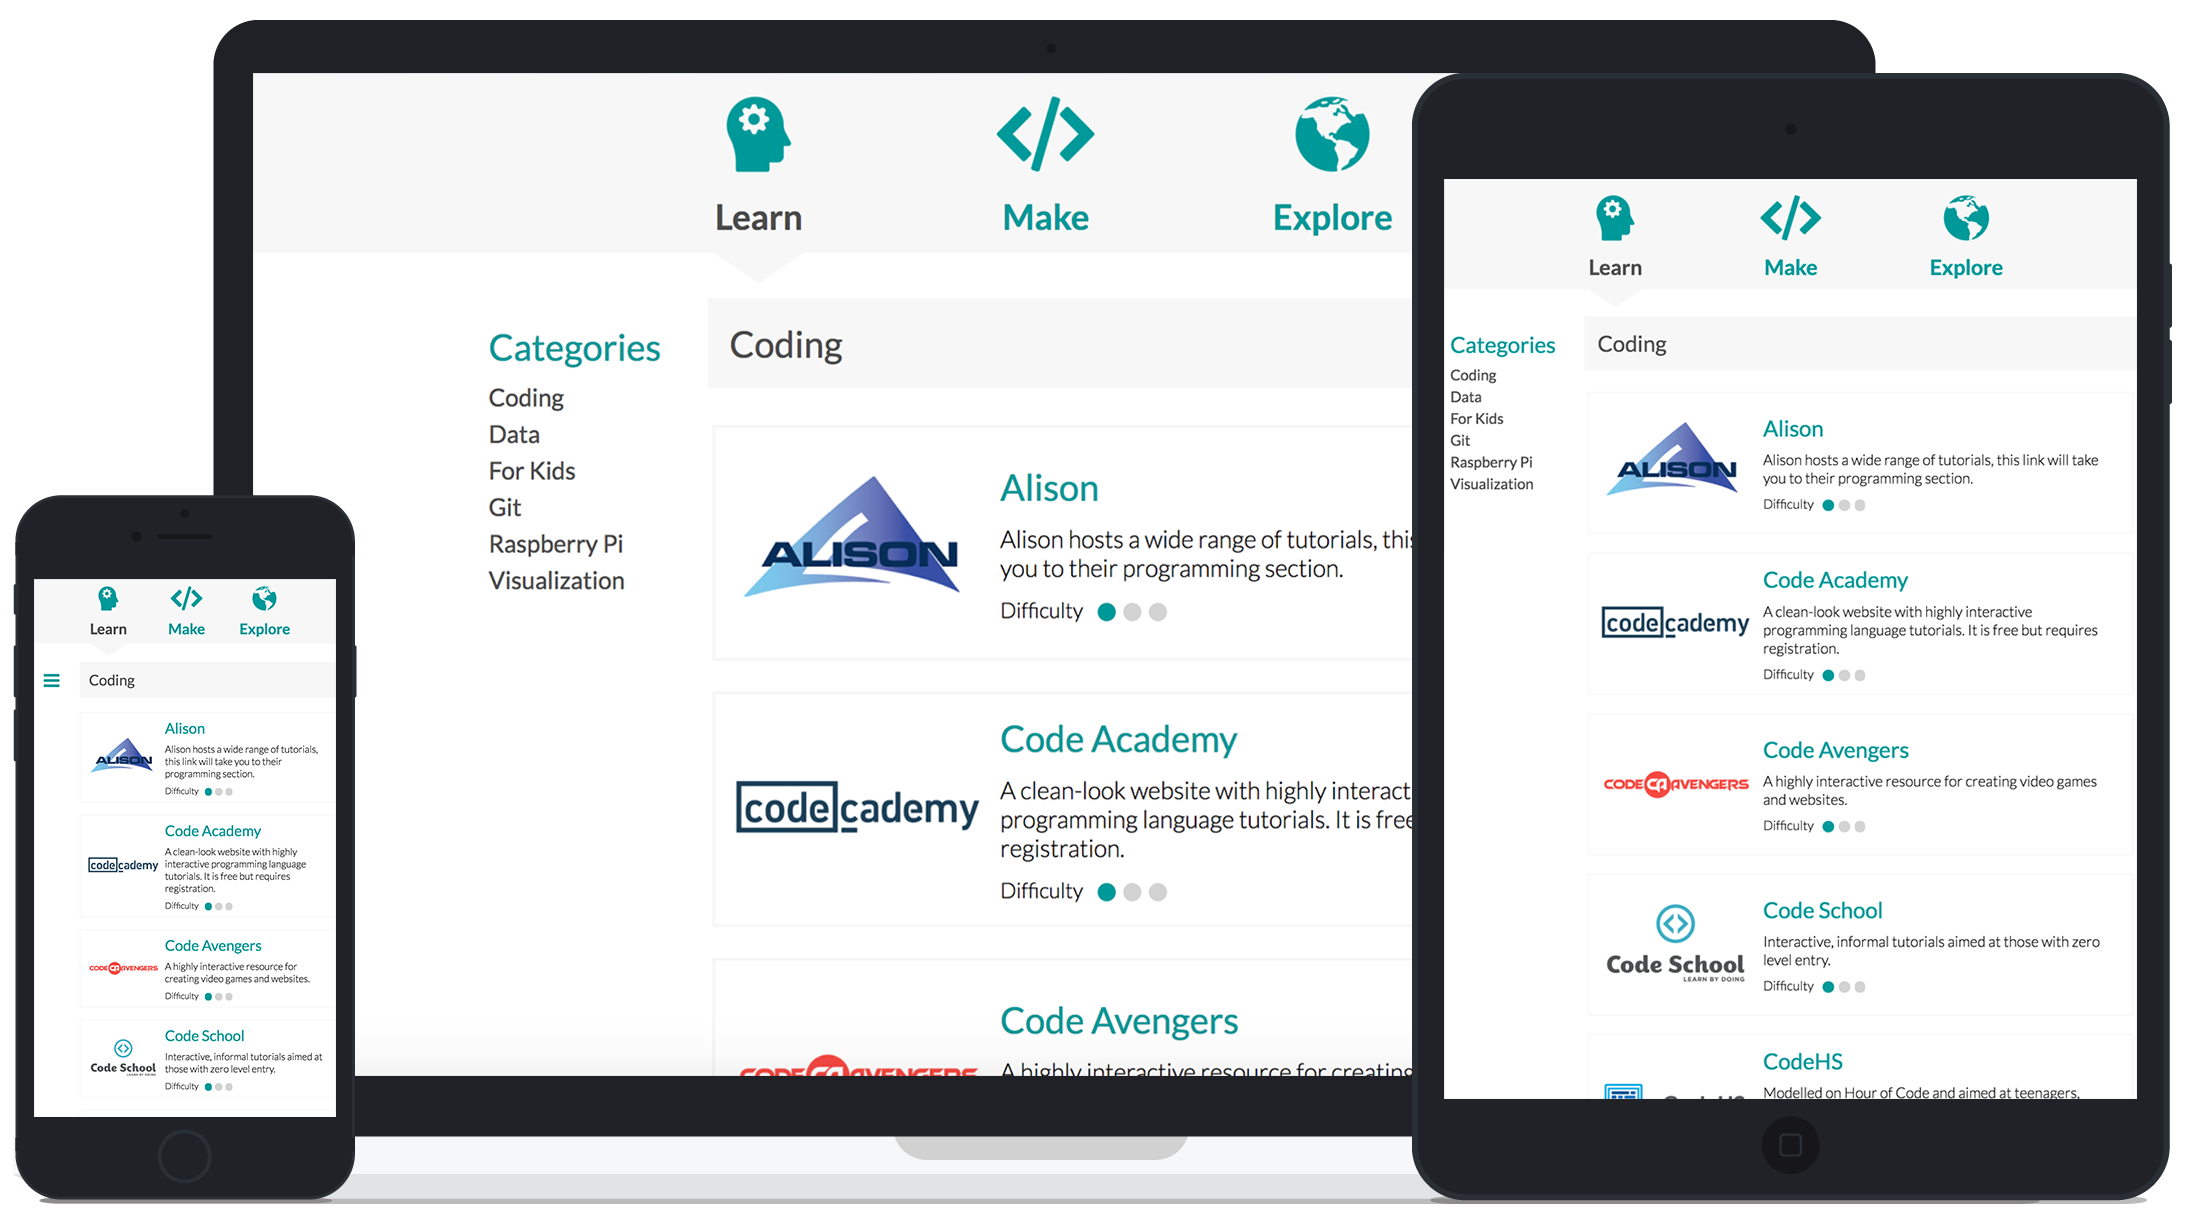 Learn
Make
Explore
Categories
Coding
Data
For Kids
Git
Raspberry Pi
Visualization
Coding
ALISON
Alison
Alison hosts a wide range of tutorials, this
you to their programming section.
Difficulty
codecademy
Code Academy
A clean-look website with highly interact
programming language tutorials. It is free
registration.
Difficulty
CODE CA AVENGERS
Code Avengers
A highly interactive resource for creating
Learn
Make
Explore
Coding
ALISON
Alison
Alison hosts a wide range of tutorials,
this link will take you to their
programming section.
Difficulty
codecademy
Code Academy
A clean-look website with highly
interactive programming language
tutorials. It is free but requires
registration.
Difficulty
CODE CA AVENGERS
Code Avengers
A highly interactive resource for
creating video games and websites.
Difficulty
Code School
LEARN BY DOING
Code School
Interactive, informal tutorials aimed at
those with zero level entry.
Difficulty
Learn
Make
Explore
Categories
Coding
Data
For Kids
Git
Raspberry Pi
Visualization
Coding
ALISON
Alison
Alison hosts a wide range of tutorials, this link will take
you to their programming section.
Difficulty
codecademy
Code Academy
A clean-look website with highly interactive
programming language tutorials. It is free but requires
registration.
Difficulty
CODE CA AVENGERS
Code Avengers
A highly interactive resource for creating video games
and websites.
Difficulty
Code School
LEARN BY DOING
Code School
Interactive, informal tutorials aimed at those with zero
level entry.
Difficulty
CodeHS
CodeHS
Modelled on Hour of Code and aimed at teenagers,